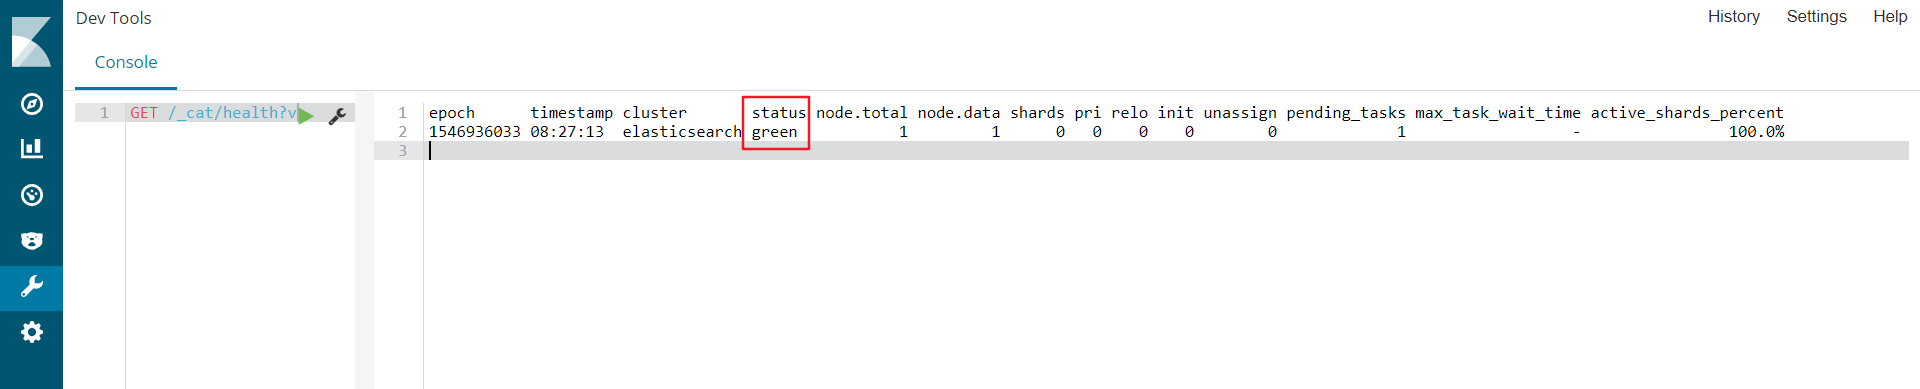 Dev Tools
History Settings Help
Console
1 GET /_cat/health?v
1 epoch timestamp cluster status node.total node.data shards pri relo init unassign pending_tasks max_task_wait_time active_shards_percent
2 1546936033 08:27:13 elasticsearch green 1 1 0 0 0 0 0 1 - 100.0%
3